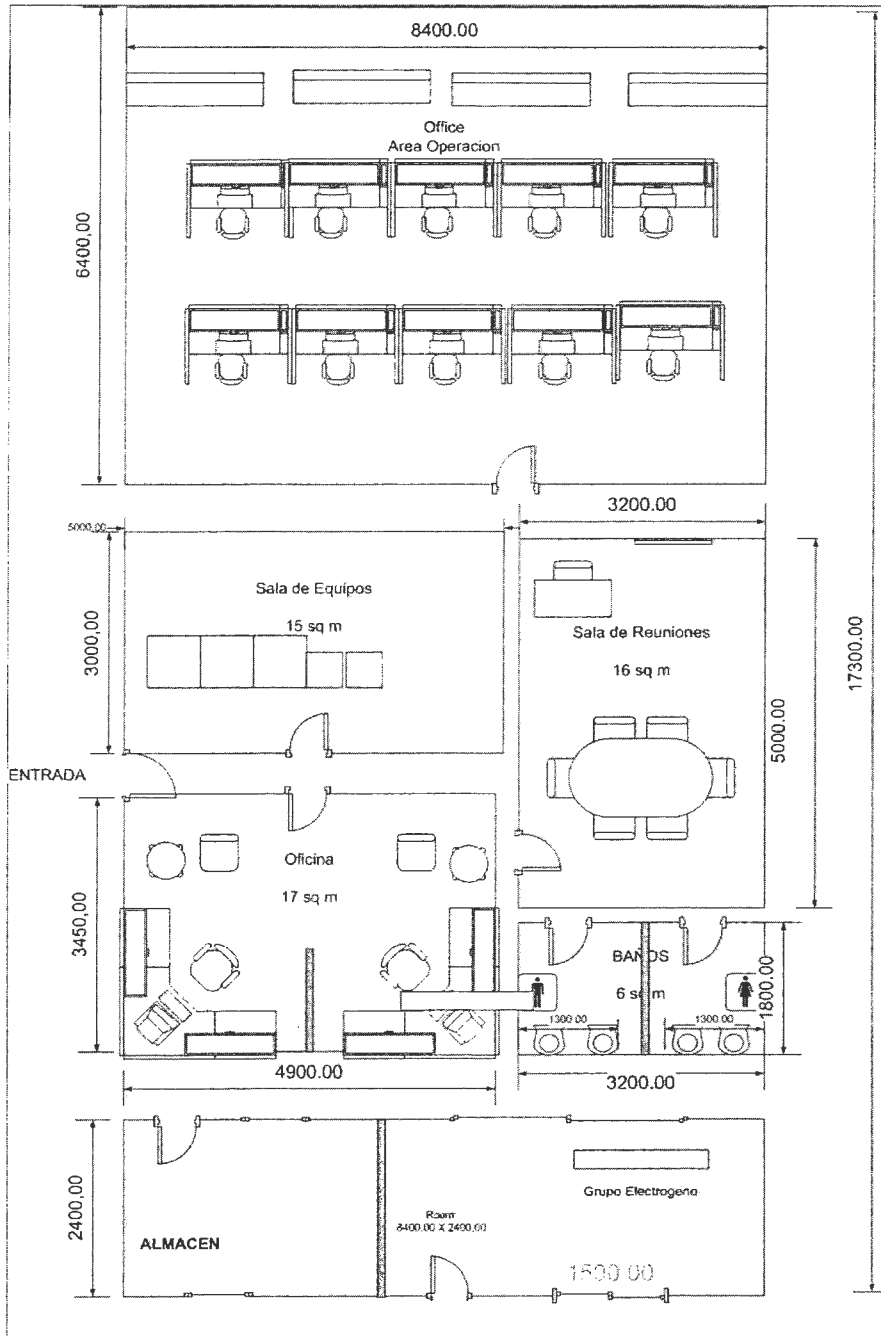 8400.00
Office
Area Operacion
6400,00
3200.00
5000.00
Sala de Equipos
15 sq m
3000,00
Sala de Reuniones
16 sq m
17300.00
5000.00
ENTRADA
Oficina
17 sq m
3450,00
BAÑOS
6 sq m
1800.00
1300.00
1300.00
4900.00
3200.00
2400,00
Grupo Electrogeno
Room
8400.00 X 2400,00
ALMACEN
1500.00